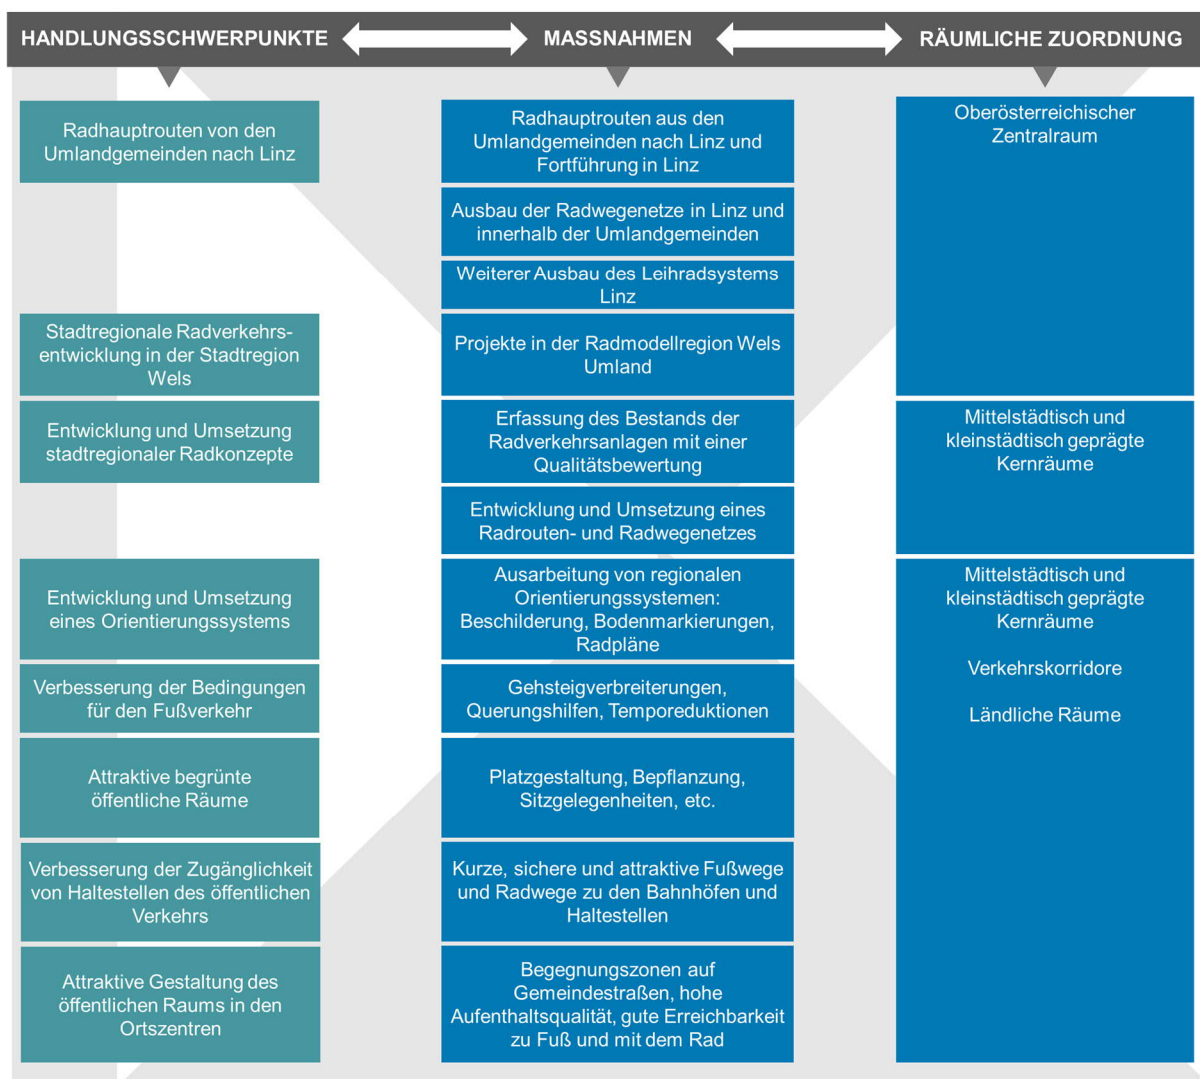 HANDLUNGSSCHWERPUNKTE
MASSNAHMEN
RÄUMLICHE ZUORDNUNG
Radhauptrouten von den
Umlandgemeinden nach Linz
Radhauptrouten aus den
Umlandgemeinden nach Linz und
Fortführung in Linz
Oberösterreichischer
Zentralraum
Ausbau der Radwegenetze in Linz und
innerhalb der Umlandgemeinden
Weiterer Ausbau des Leihradsystems
Linz
Stadtregionale Radverkehrs-
entwicklung in der Stadtregion
Wels
Projekte in der Radmodellregion Wels
Umland
Entwicklung und Umsetzung
stadtregionaler Radkonzepte
Erfassung des Bestands der
Radverkehrsanlagen mit einer
Qualitätsbewertung
Mittelstädtisch und
kleinstädtisch geprägte
Kernräume
Entwicklung und Umsetzung eines
Radrouten- und Radwegenetzes
Entwicklung und Umsetzung
eines Orientierungssystems
Ausarbeitung von regionalen
Orientierungssystemen:
Beschilderung, Bodenmarkierungen,
Radpläne
Mittelstädtisch und
kleinstädtisch geprägte
Kernräume
Verkehrskorridore
Ländliche Räume
Verbesserung der Bedingungen
für den Fußverkehr
Gehsteigverbreiterungen,
Querungshilfen, Temporeduktionen
Attraktive begrünte
öffentliche Räume
Platzgestaltung, Bepflanzung,
Sitzgelegenheiten, etc.
Verbesserung der Zugänglichkeit
von Haltestellen des öffentlichen
Verkehrs
Kurze, sichere und attraktive Fußwege
und Radwege zu den Bahnhöfen und
Haltestellen
Attraktive Gestaltung des
öffentlichen Raums in den
Ortszentren
Begegnungszonen auf
Gemeindestraßen, hohe
Aufenthaltsqualität, gute Erreichbarkeit
zu Fuß und mit dem Rad